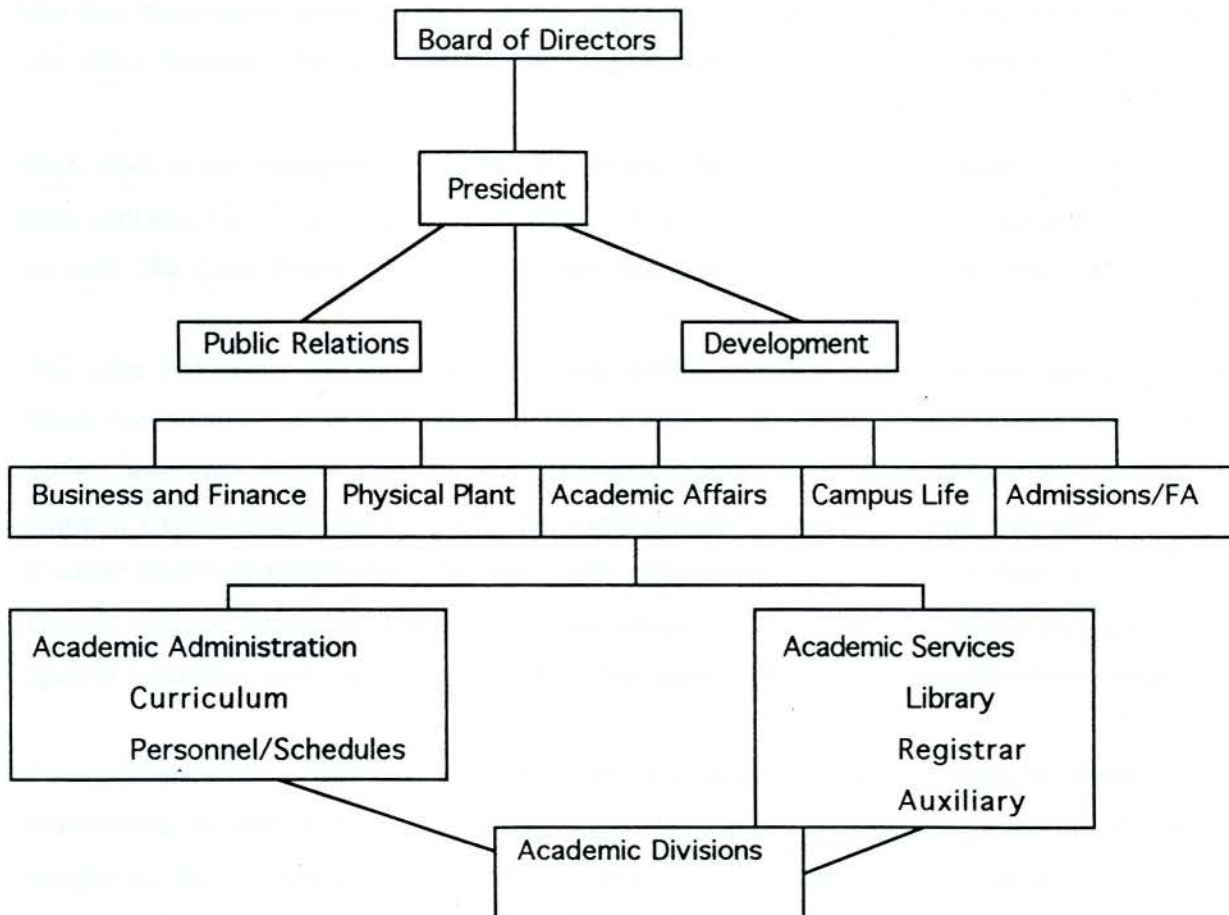 Board of Directors
President
Public Relations
Development
Business and Finance
Physical Plant
Academic Affairs
Campus Life
Admissions/FA
Academic Administration
Curriculum
Personnel/Schedules
Academic Services
Library
Registrar
Auxiliary
Academic Divisions